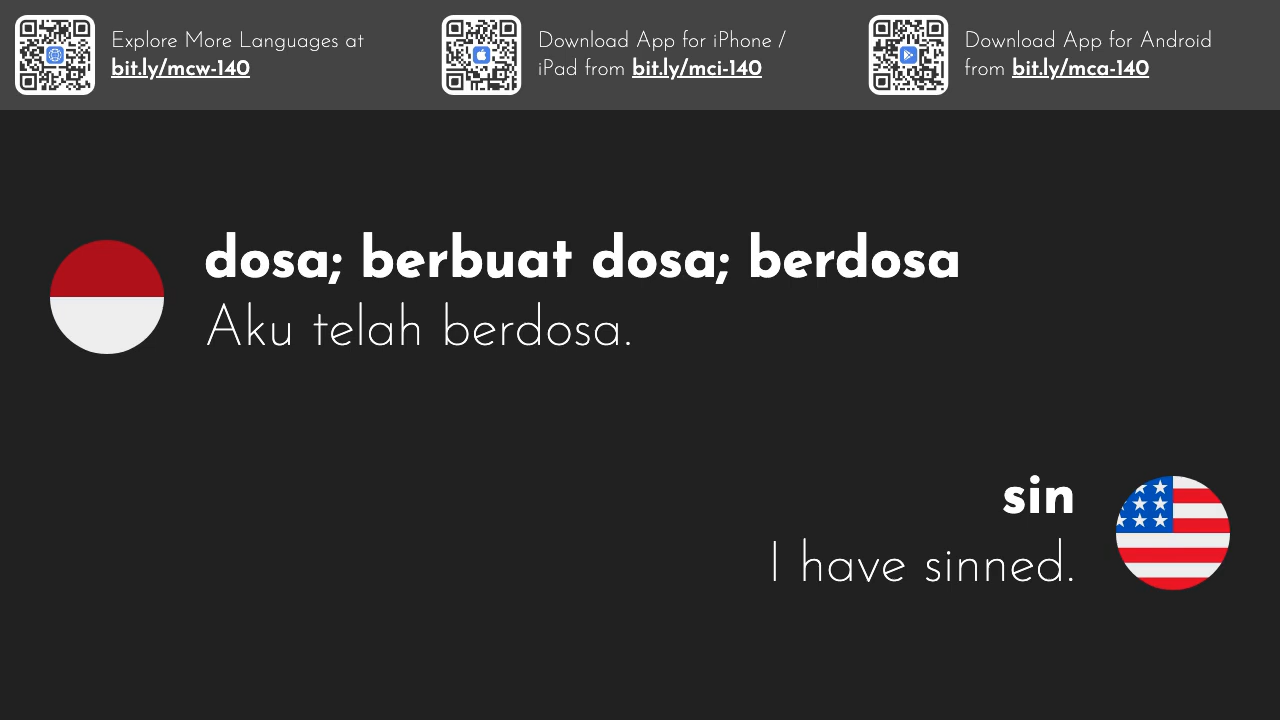 Explore More Languages at
bit.ly/mcw-140
Download App for iPhone /
iPad from bit.ly/mci-140
Download App for Android
from bit.ly/mca-140
dosa; berbuat dosa; berdosa
Aku telah berdosa.
sin
I have sinned.